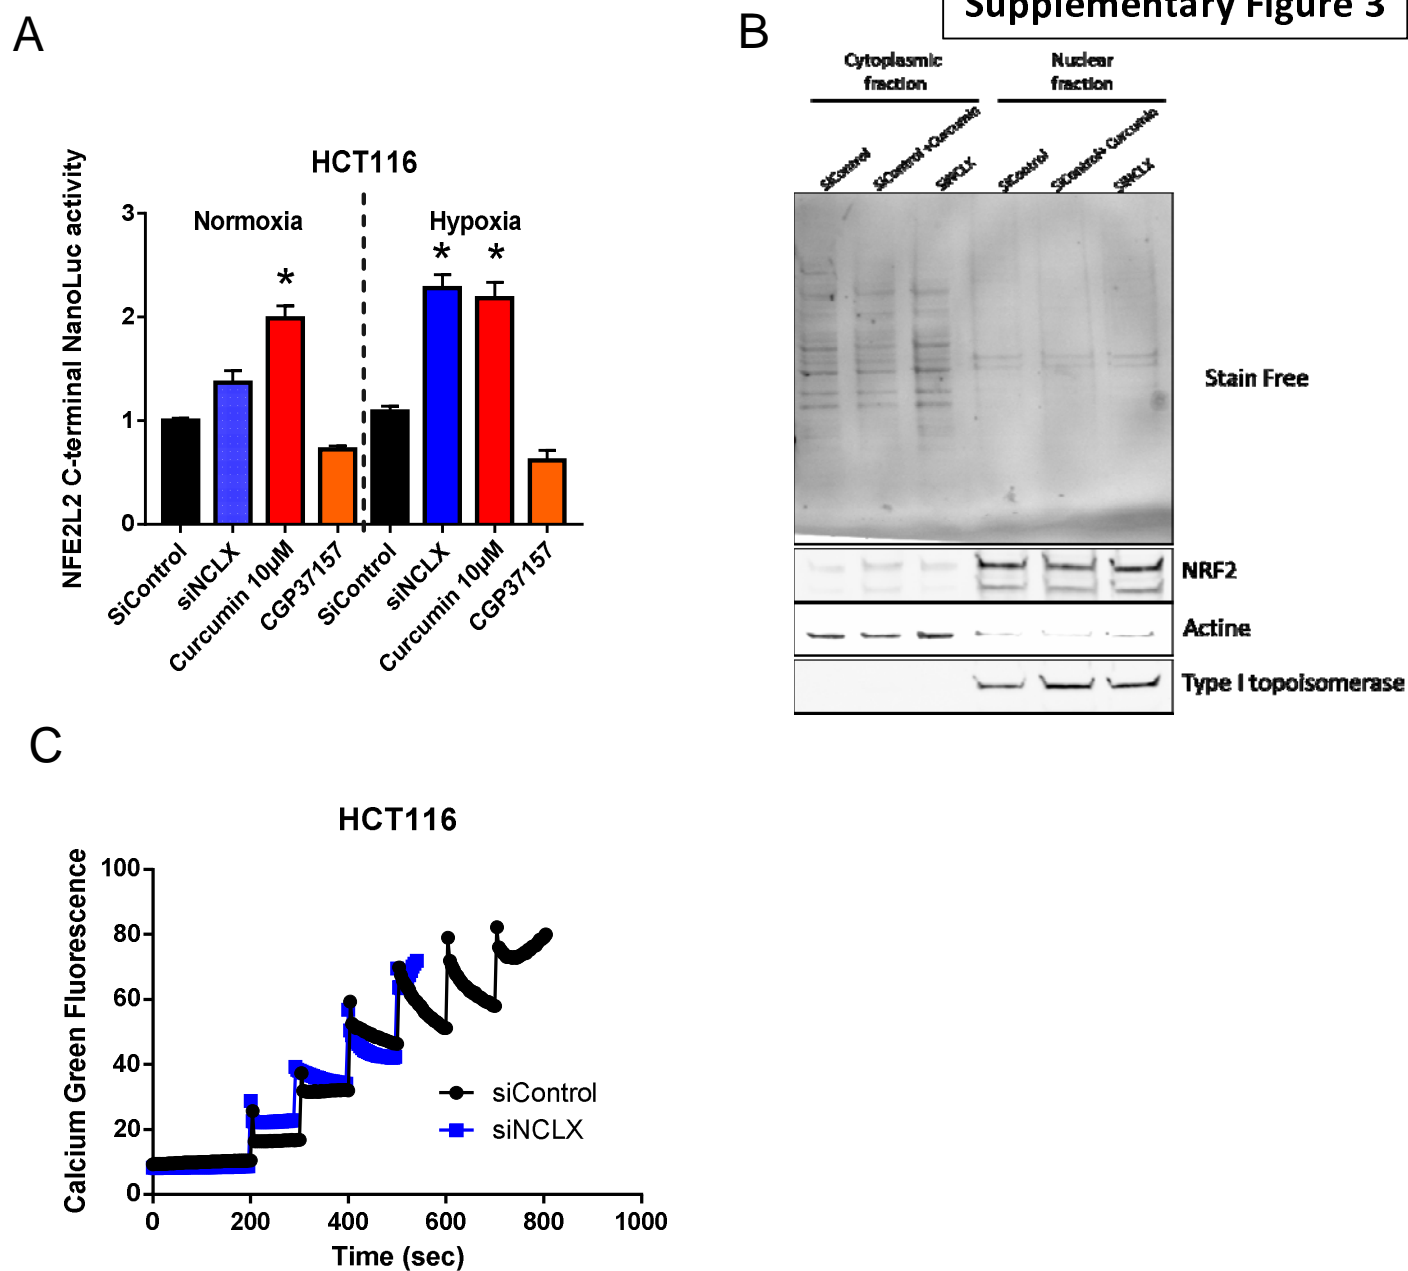 Supplementary Figure 3
A
HCT116
Normoxia
Hypoxia
*
*
*
NFE2L2 C-terminal NanoLuc activity
3
2
1
0
SiControl
siNCLX
Curcumin 10µM
CGP37157
SiControl
siNCLX
Curcumin 10µM
CGP37157
B
Cytoplasmic
fraction
Nuclear
fraction
SiControl
SiControl +Curcumin
SiNCLX
SiControl
SiControl+ Curcumin
SiNCLX
Stain Free
NRF2
Actine
Type I topoisomerase
C
HCT116
Calcium Green Fluorescence
100
80
60
40
20
0
siControl
siNCLX
0
200
400
600
800
1000
Time (sec)